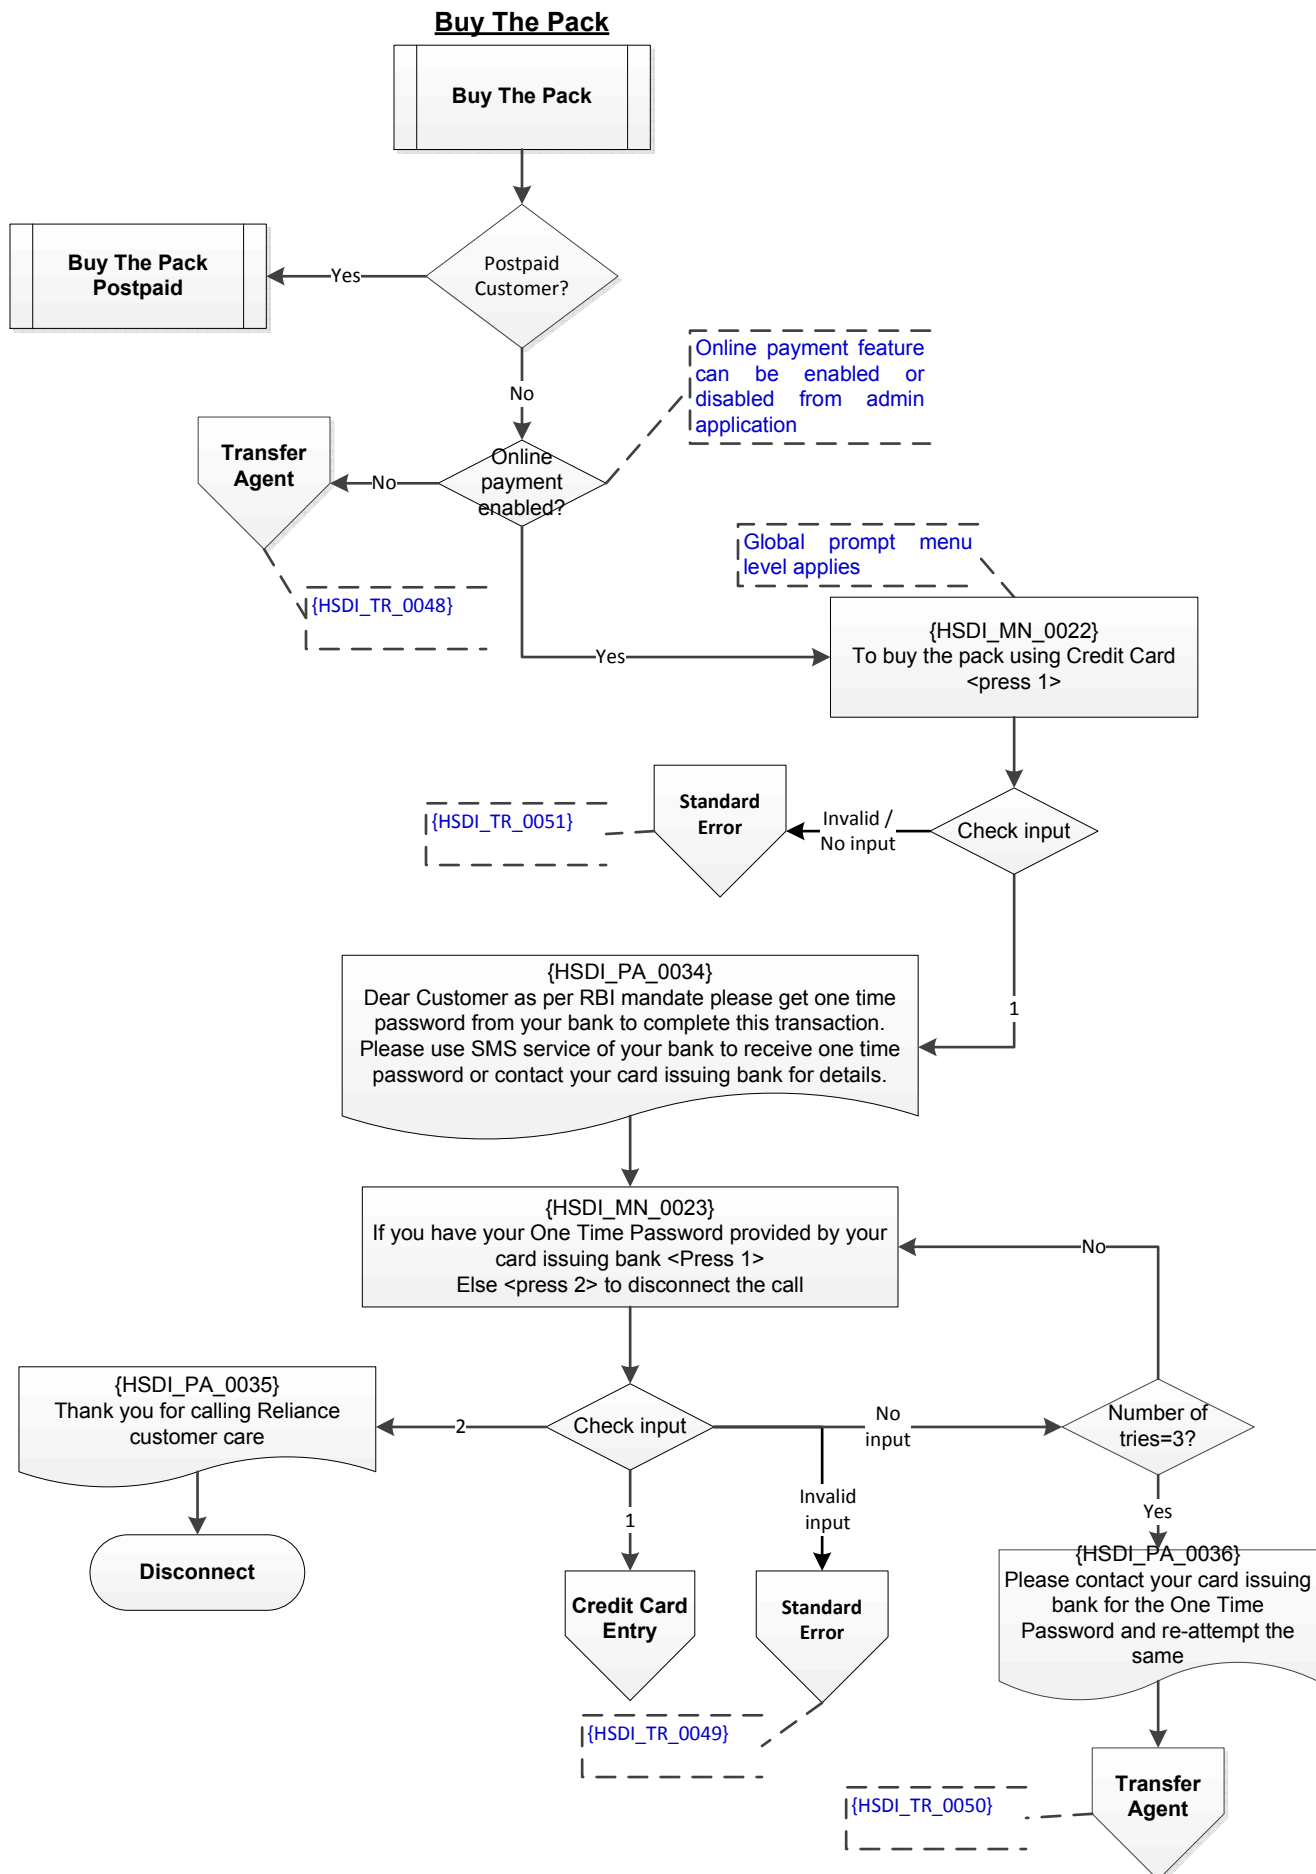 Buy The Pack
Buy The Pack
Buy The Pack
Postpaid
Yes
Postpaid
Customer?
Online payment feature
can be enabled or
disabled from admin
application
No
Transfer
Agent
No
Online
payment
enabled?
Global prompt menu
level applies
{HSDI_TR_0048}
Yes
{HSDI_MN_0022}
To buy the pack using Credit Card
<press 1>
{HSDI_TR_0051}
Standard
Error
Invalid /
No input
Check input
1
{HSDI_PA_0034}
Dear Customer as per RBI mandate please get one time
password from your bank to complete this transaction.
Please use SMS service of your bank to receive one time
password or contact your card issuing bank for details.
{HSDI_MN_0023}
If you have your One Time Password provided by your
card issuing bank <Press 1>
Else <press 2> to disconnect the call
No
{HSDI_PA_0035}
Thank you for calling Reliance
customer care
2
Check input
No
input
Number of
tries=3?
1
Invalid
input
Yes
Disconnect
Credit Card
Entry
Standard
Error
{HSDI_PA_0036}
Please contact your card issuing
bank for the One Time
Password and re-attempt the
same
{HSDI_TR_0049}
{HSDI_TR_0050}
Transfer
Agent